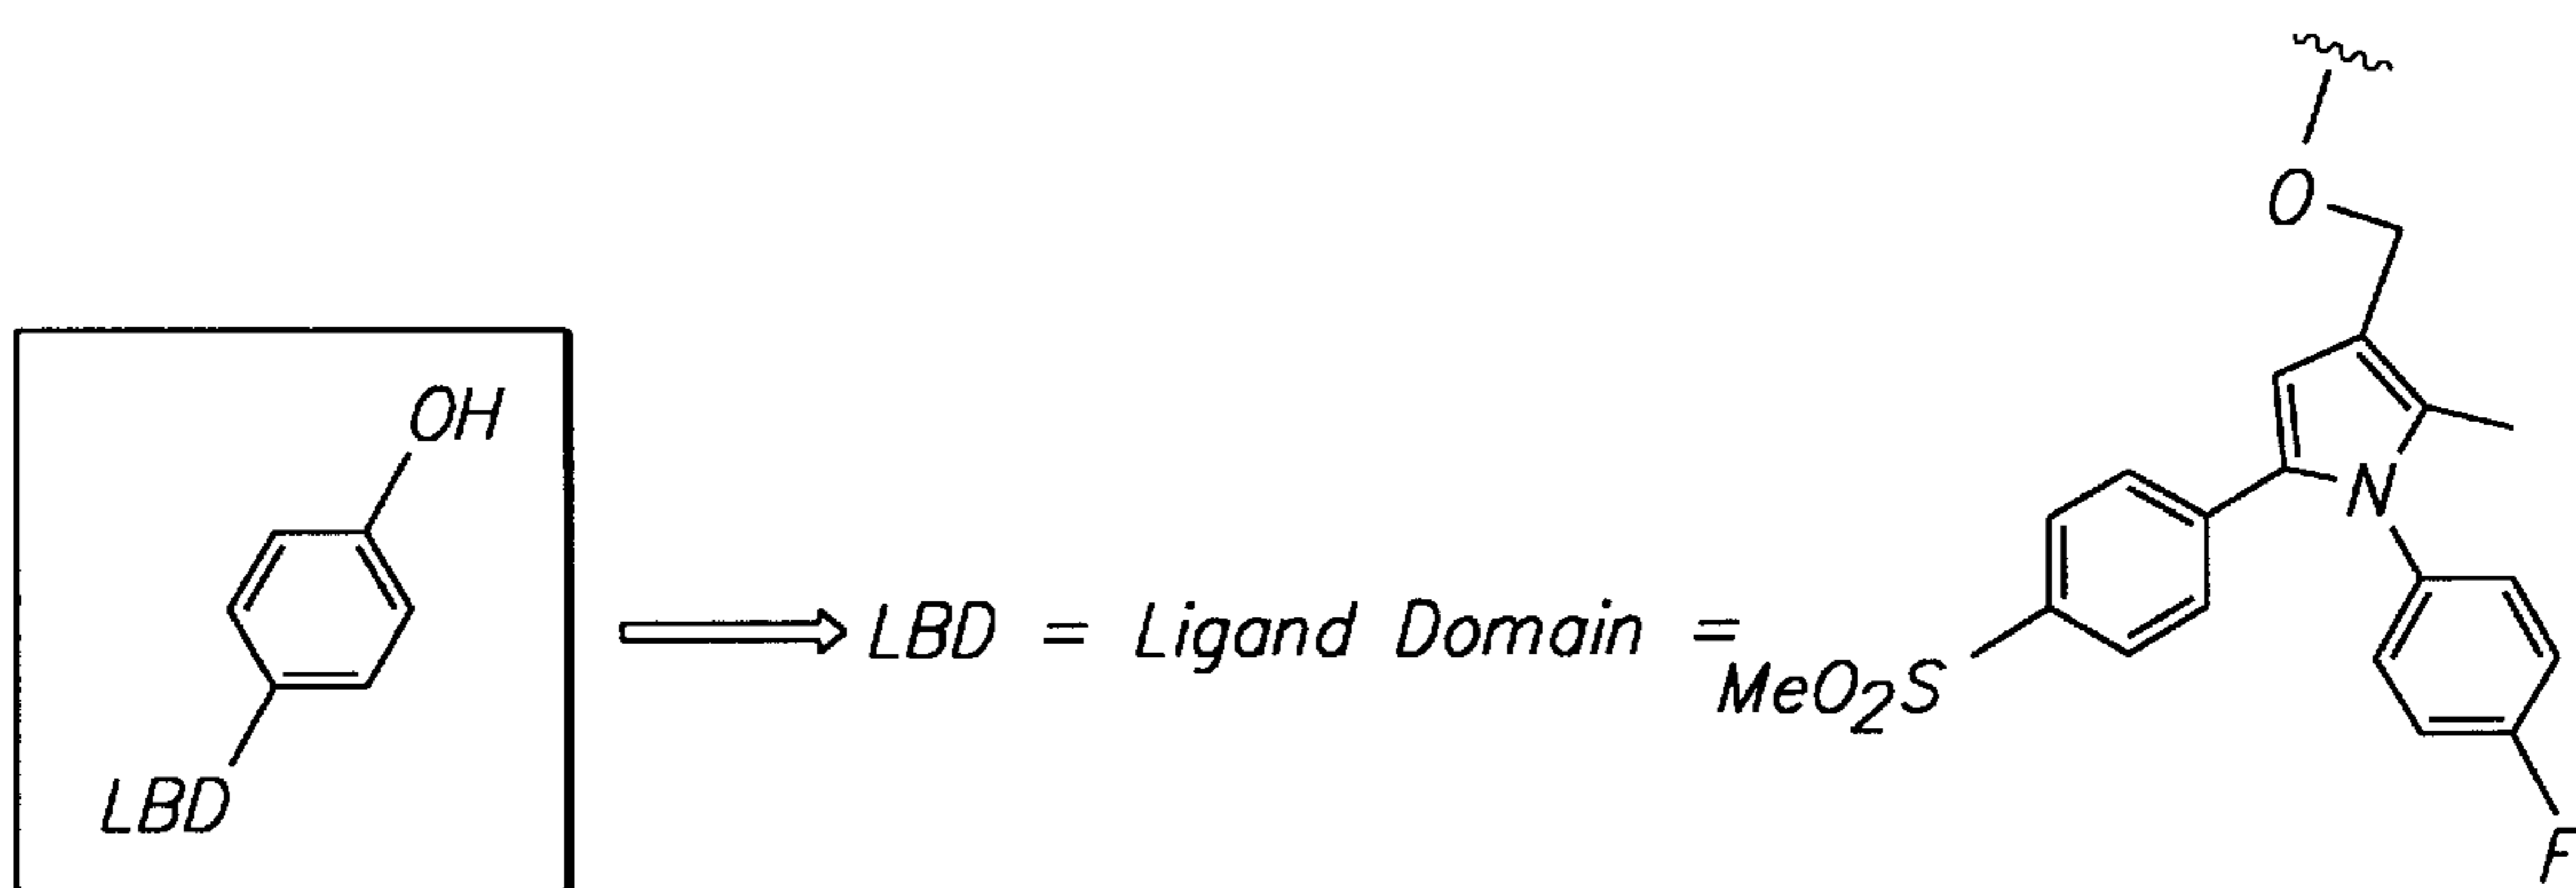 O
OH
N
LBD = Ligand Domain =
MeO2S
LBD
F